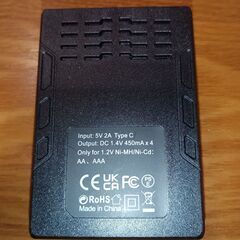 Input: 5V 2A Type C
Output: DC 1.4V 450mA x 4
Only for 1.2V Ni-MH/Ni-Cd:
AA、AAA
CE UK CA
RoHS
Made in China